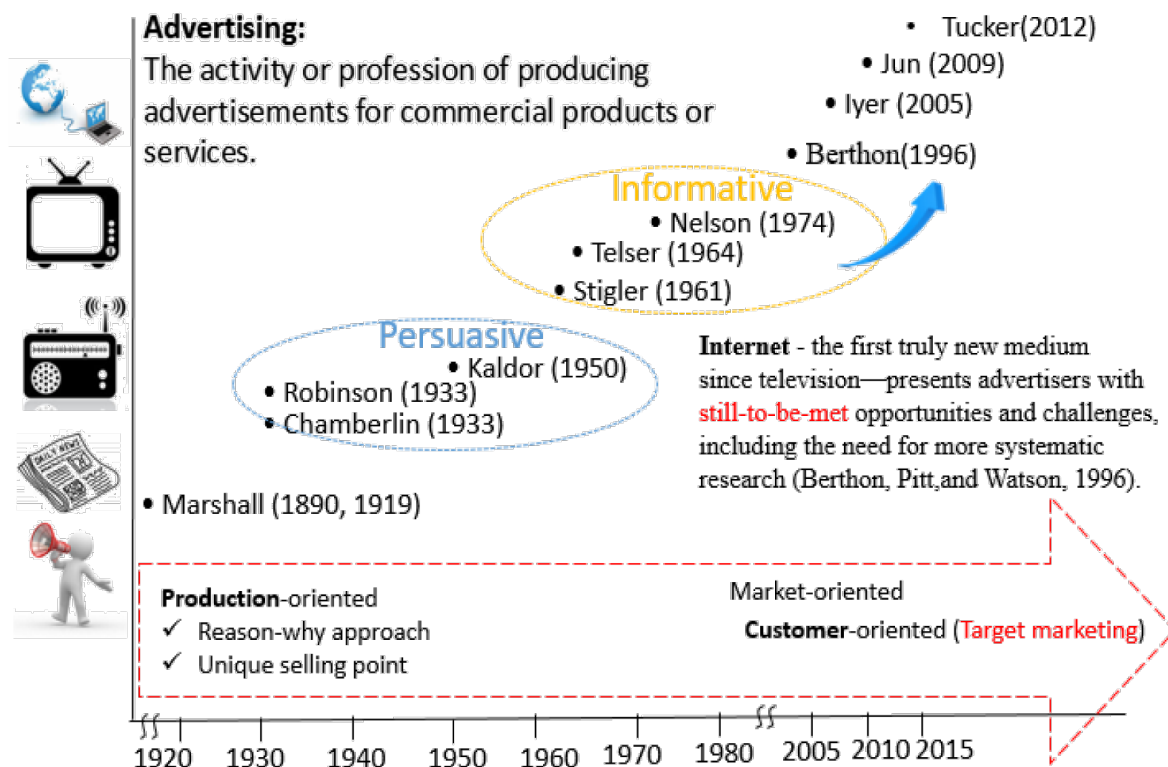 Advertising:
The activity or profession of producing
advertisements for commercial products or
services.
• Tucker(2012)
• Jun (2009)
• Iyer (2005)
• Berthon(1996)
Informative
• Nelson (1974)
• Telser (1964)
• Stigler (1961)
Persuasive
• Kaldor (1950)
• Robinson (1933)
• Chamberlin (1933)
• Marshall (1890, 1919)
Internet - the first truly new medium
since television—presents advertisers with
still-to-be-met opportunities and challenges,
including the need for more systematic
research (Berthon, Pitt,and Watson, 1996).
DAILY NEWS
Production-oriented
✓ Reason-why approach
✓ Unique selling point
Market-oriented
Customer-oriented (Target marketing)
1920 1930 1940 1950 1960 1970 1980 2005 2010 2015